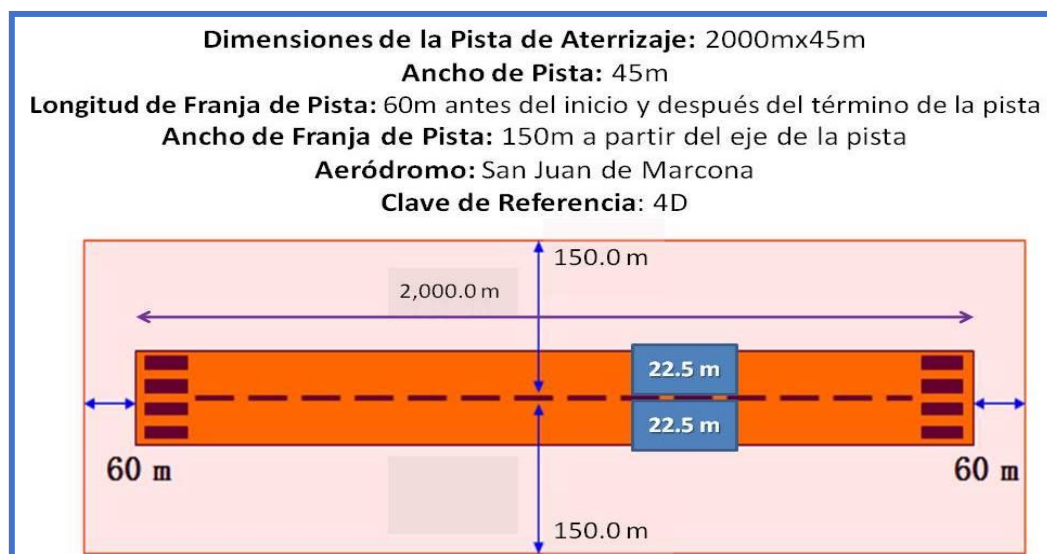 Dimensiones de la Pista de Aterrizaje: 2000mx45m
Ancho de Pista: 45m
Longitud de Franja de Pista: 60m antes del inicio y después del término de la pista
Ancho de Franja de Pista: 150m a partir del eje de la pista
Aeródromo: San Juan de Marcona
Clave de Referencia: 4D
150.0 m
2,000.0 m
22.5 m
22.5 m
60 m
60 m
150.0 m